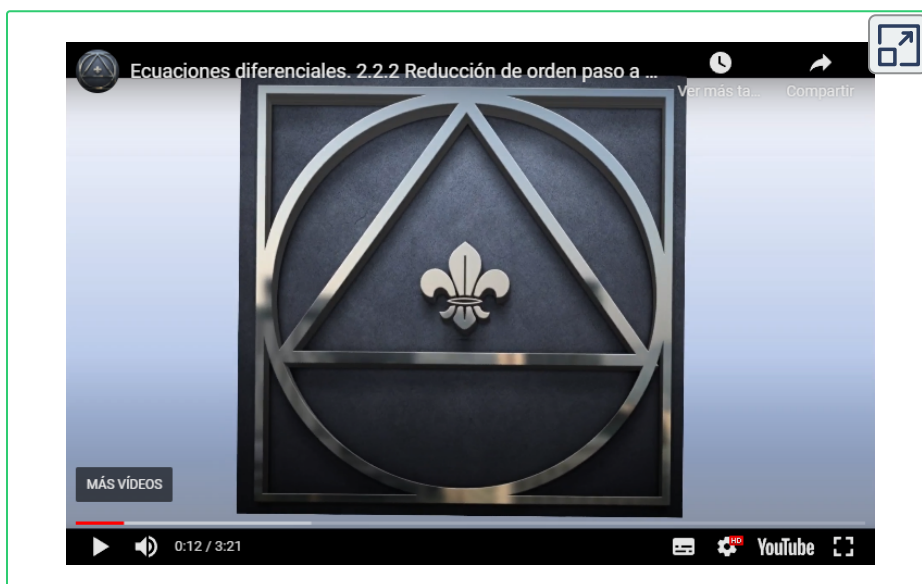 Ecuaciones diferenciales. 2.2.2 Reducción de orden paso a ...
Ver más ta...
Compartir
MÁS VÍDEOS
0:12 / 3:21
HD
YouTube